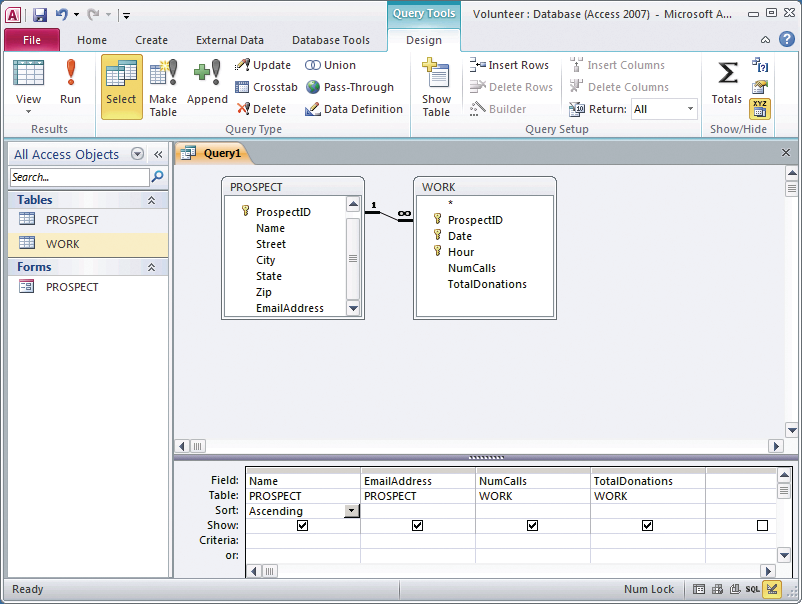 Query Tools
Volunteer : Database (Access 2007) - Microsoft A...
File Home Create External Data Database Tools Design
View
Run
Results
Select
Make Table
Append
Update
Crosstab
Delete
Union
Pass-Through
Data Definition
Query Type
Show Table
Insert Rows
Delete Rows
Builder
Insert Columns
Delete Columns
Return: All
Query Setup
Totals
XYZ
Show/Hide
All Access Objects
Search...
Tables
PROSPECT
WORK
Forms
PROSPECT
Query1
PROSPECT
ProspectID
Name
Street
City
State
Zip
EmailAddress
1 ∞
WORK
*
ProspectID
Date
Hour
NumCalls
TotalDonations
Field: Name EmailAddress NumCalls TotalDonations
Table: PROSPECT PROSPECT WORK WORK
Sort: Ascending
Show:
Criteria:
or:
Ready
Num Lock
SQL